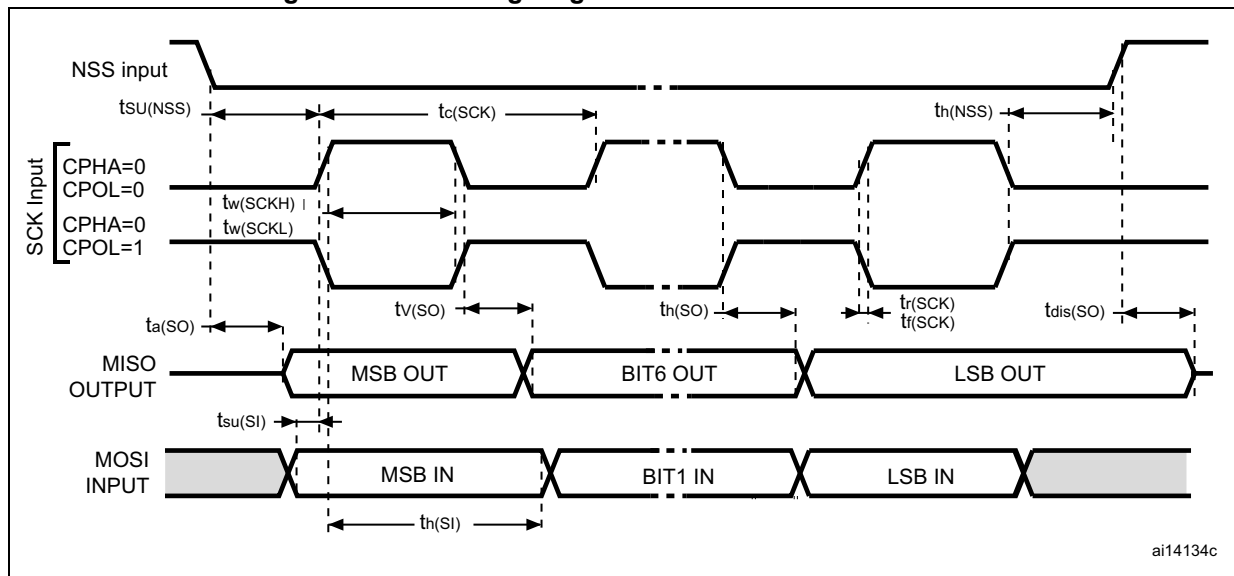 NSS input
tSU(NSS)
tc(SCK)
th(NSS)
SCK Input
CPHA=0
CPOL=0
tw(SCKH)
CPHA=0
CPOL=1
tw(SCKL)
ta(SO)
tV(SO)
th(SO)
tr(SCK)
tf(SCK)
tdis(SO)
MISO
OUTPUT
MSB OUT
BIT6 OUT
LSB OUT
tsu(SI)
MOSI
INPUT
MSB IN
BIT1 IN
LSB IN
th(SI)
ai14134c